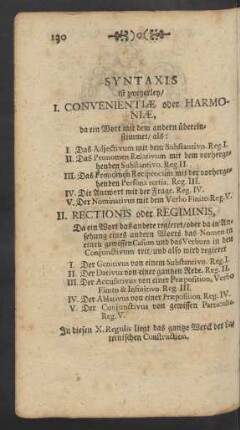 130
SYNTAXIS
ist zweyerley/
I. CONVENIENTIÆ oder HARMO-
NIÆ,
da ein Wort mit dem andern überein-
stimmet/ als:
I. Das Adjectivum mit dem Substantivo. Reg. I.
II. Das Pronomen Relativum mit dem vorherge-
henden Substantivo. Reg. II.
III. Das Pronomen Reciprocum mit der vorherge-
henden Persona tertia. Reg. III.
IV. Die Antwort mit der Frage. Reg. IV.
V. Der Nominativus mit dem Verbo Finito. Reg. V.
II. RECTIONIS oder REGIMINIS,
Da ein Wort das andere regieret/ oder da in An-
sehung eines andern Worts das Nomen in
einen gewissen Casum und das Verbum in den
Conjunctivum tritt/ und also wird regieret
I. Der Genitivus von einem Substantivo. Reg. I.
II. Der Dativus von einer gantzen Rede. Reg. II.
III. Der Accusativus von einer Præposition, Verbo
Finito & Infinitivo. Reg. III.
IV. Der Ablativus von einer Præposition. Reg. IV.
V. Der Conjunctivus von gewissen Particulis.
Reg. V.
In diesen X. Regulis liegt das gantze Werck der La-
teinischen Construction.